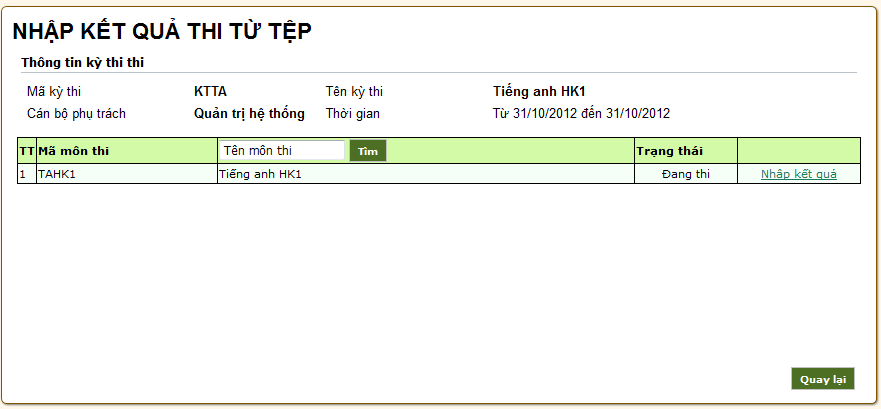 NHẬP KẾT QUẢ THI TỪ TỆP
Thông tin kỳ thi thi
Mã kỳ thi KTTA Tên kỳ thi Tiếng anh HK1
Cán bộ phụ trách Quản trị hệ thống Thời gian Từ 31/10/2012 đến 31/10/2012
TT Mã môn thi Tên môn thi Tìm Trạng thái
1 TAHK1 Tiếng anh HK1 Đang thi Nhập kết quả
Quay lại